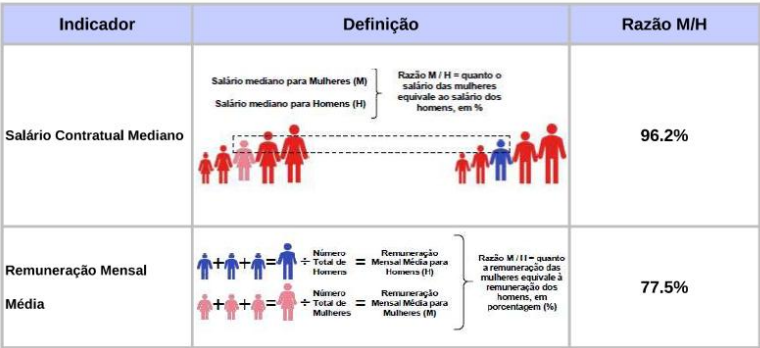 Indicador
Definição
Razão M/H
Salário Contratual Mediano
Salário mediano para Mulheres (M)
Salário mediano para Homens (H)
Razão M / H = quanto o
salário das mulheres
equivale ao salário dos
homens, em %
96.2%
Remuneração Mensal
Média
+ + = ÷
Número
Total de
Homens
=
Remuneração
Mensal Média para
Homens (H)
+ + = ÷
Número
Total de
Mulheres
=
Remuneração
Mensal Média para
Mulheres (M)
Razão M / H = quanto
a remuneração das
mulheres equivale à
remuneração dos
homens, em
porcentagem (%)
77.5%